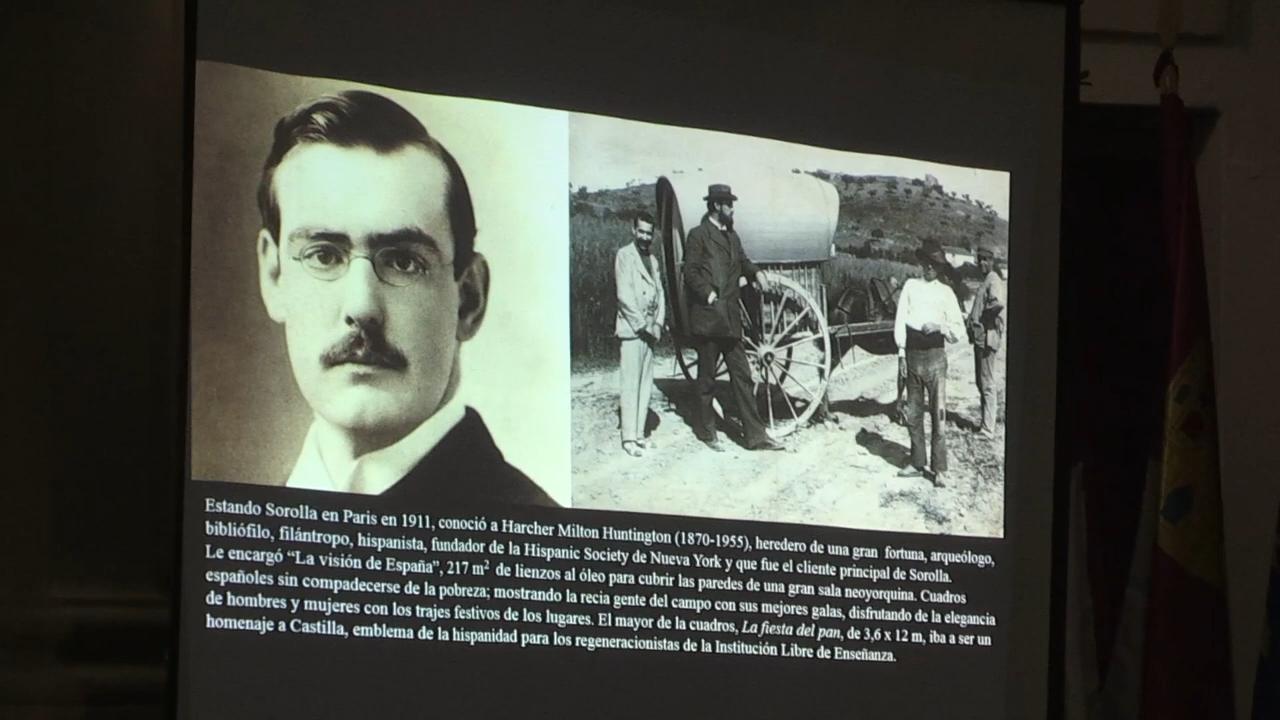 Estando Sorolla en Paris en 1911, conoció a Harcher Milton Huntington (1870-1955), heredero de una gran fortuna, arqueólogo,
bibliófilo, filántropo, hispanista, fundador de la Hispanic Society de Nueva York y que fue el cliente principal de Sorolla.
Le encargó “La visión de España”, 217 m² de lienzos al óleo para cubrir las paredes de una gran sala neoyorquina. Cuadros
españoles sin compadecerse de la pobreza; mostrando la recia gente del campo con sus mejores galas, disfrutando de la elegancia
de hombres y mujeres con los trajes festivos de los lugares. El mayor de la cuadros, La fiesta del pan, de 3,6 x 12 m, iba a ser un
homenaje a Castilla, emblema de la hispanidad para los regeneracionistas de la Institución Libre de Enseñanza.